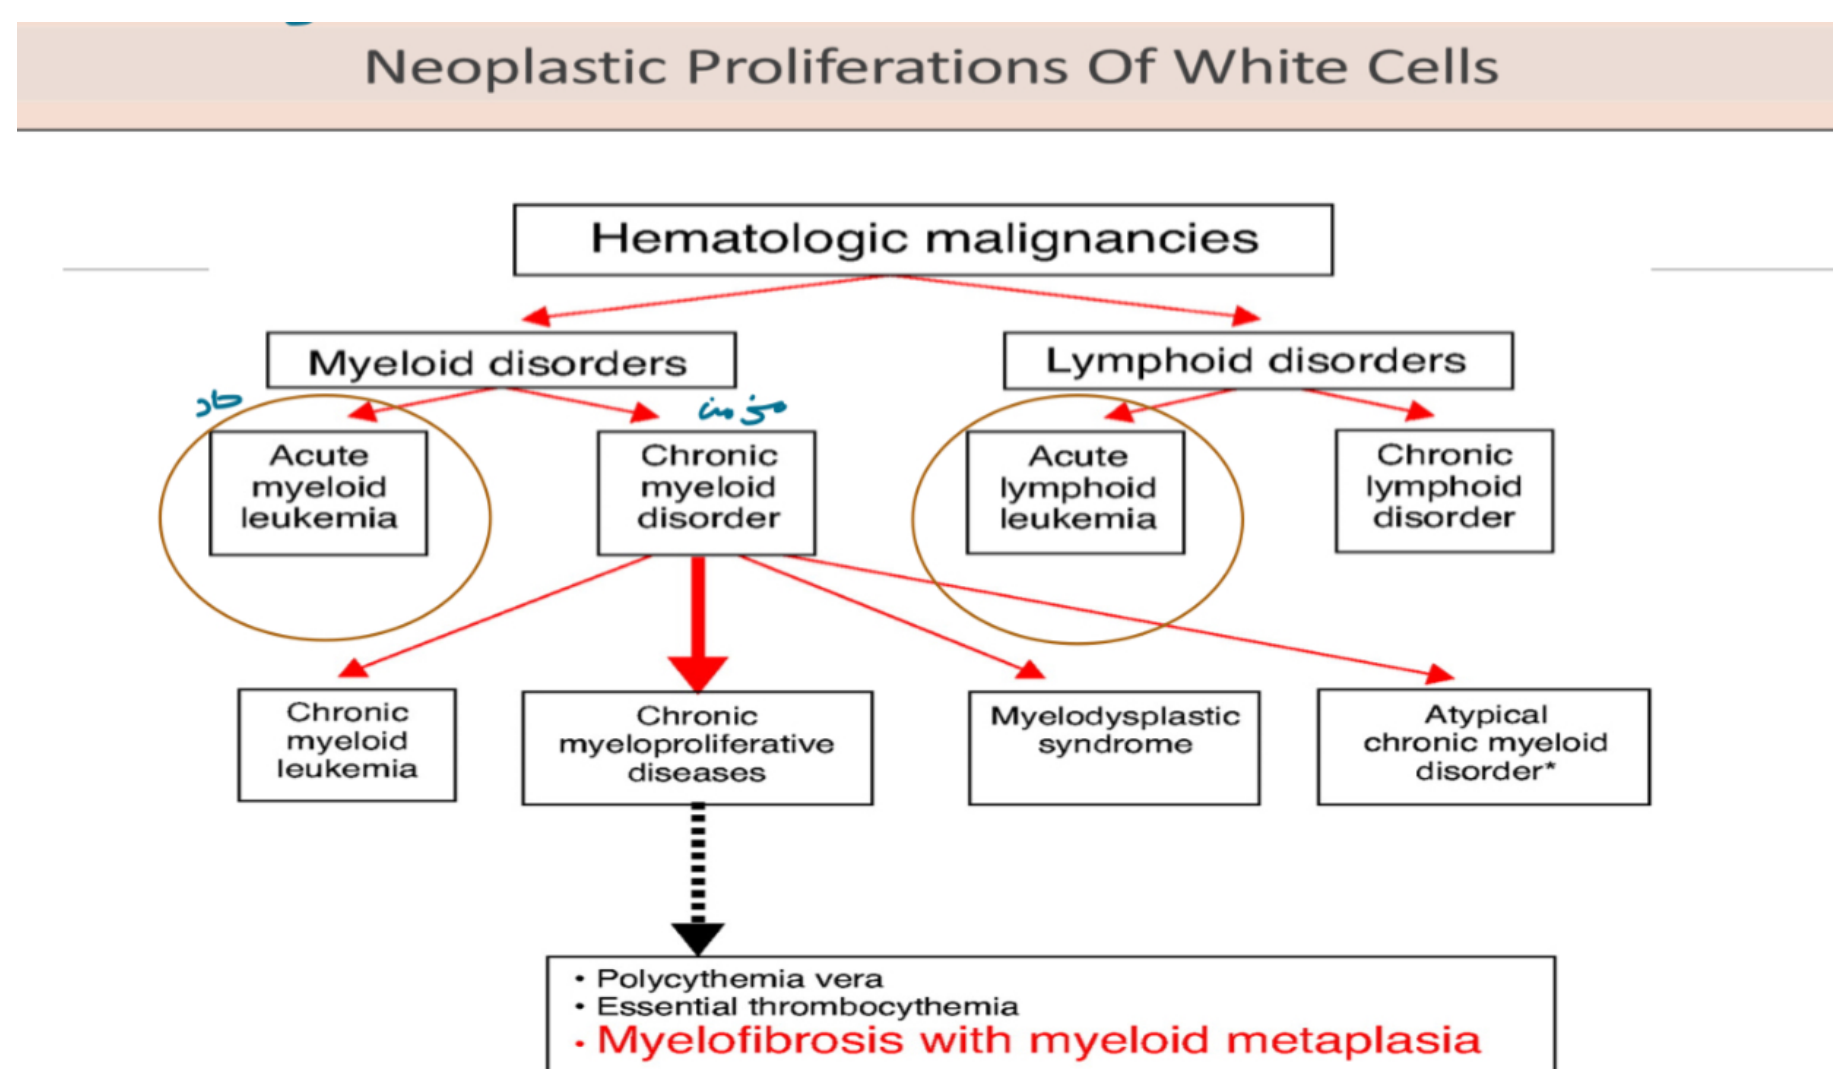 Neoplastic Proliferations Of White Cells
Hematologic malignancies
Myeloid disorders
Lymphoid disorders
حاد
مزمن
Acute
myeloid
leukemia
Chronic
myeloid
disorder
Acute
lymphoid
leukemia
Chronic
lymphoid
disorder
Chronic
myeloid
leukemia
Chronic
myeloproliferative
diseases
Myelodysplastic
syndrome
Atypical
chronic myeloid
disorder*
• Polycythemia vera
• Essential thrombocythemia
• Myelofibrosis with myeloid metaplasia